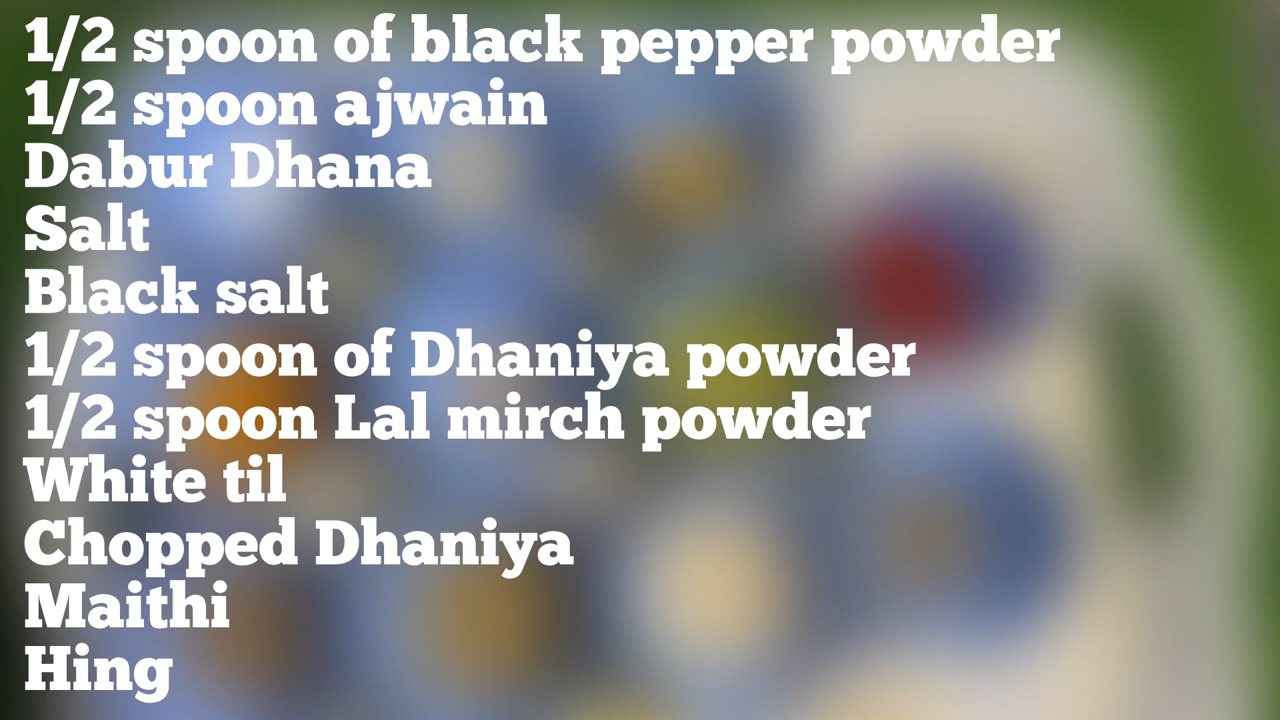 1/2 spoon of black pepper powder
1/2 spoon ajwain
Dabur Dhana
Salt
Black salt
1/2 spoon of Dhaniya powder
1/2 spoon Lal mirch powder
White til
Chopped Dhaniya
Maithi
Hing